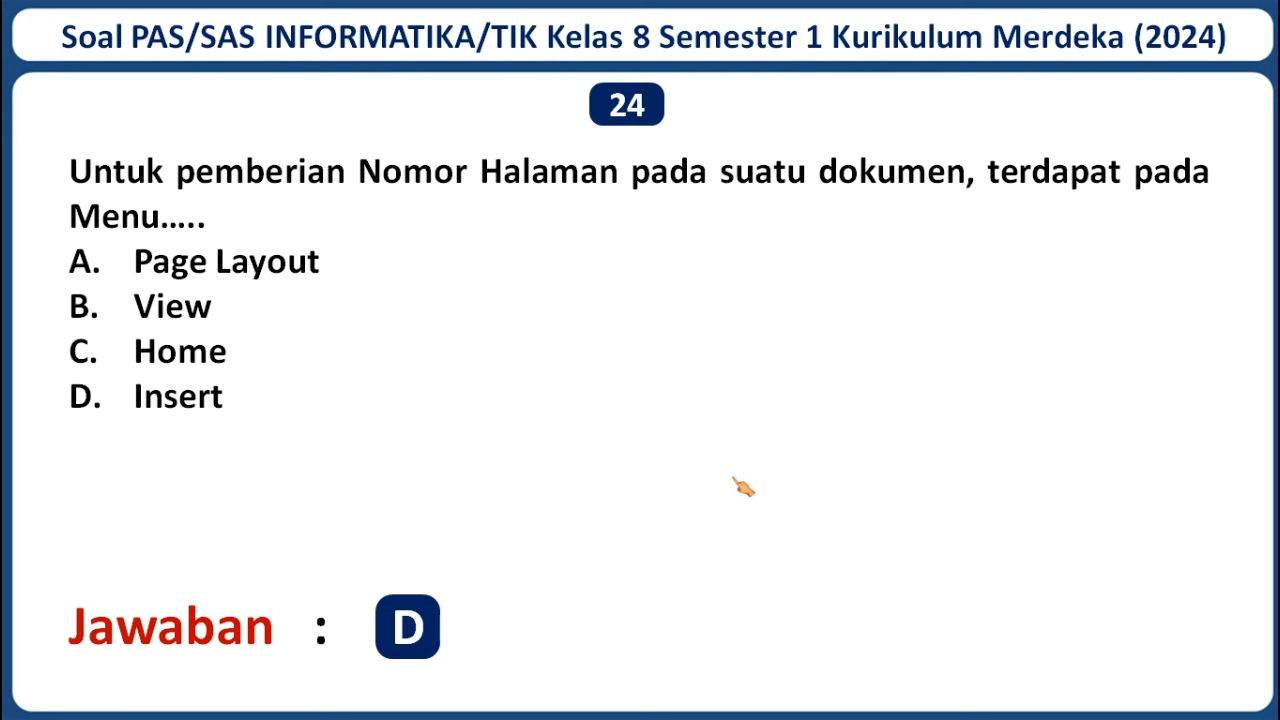 Soal PAS/SAS INFORMATIKA/TIK Kelas 8 Semester 1 Kurikulum Merdeka (2024)
24
Untuk pemberian Nomor Halaman pada suatu dokumen, terdapat pada
Menu.....
A. Page Layout
B. View
C. Home
D. Insert
Jawaban : D